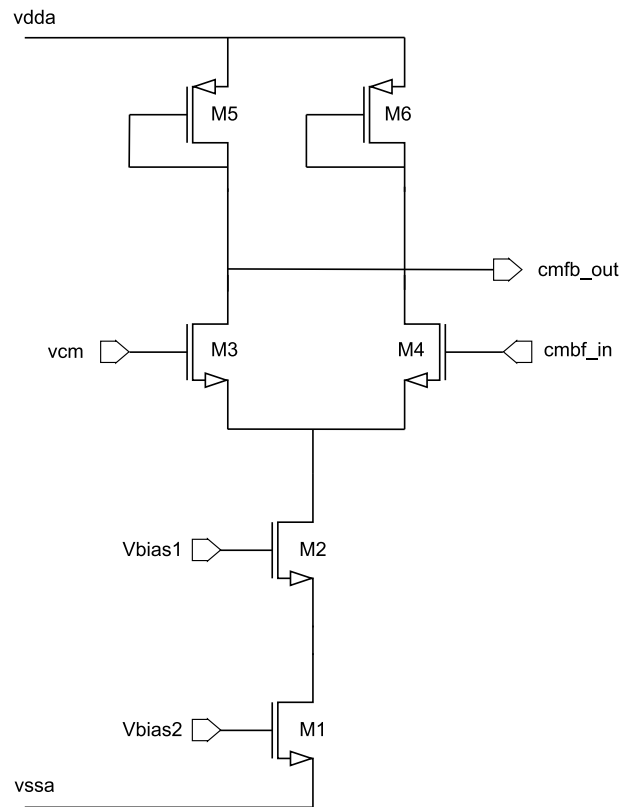 vdda
M5
M6
cmfb_out
vcm
M3
M4
cmbf_in
Vbias1
M2
Vbias2
M1
vssa